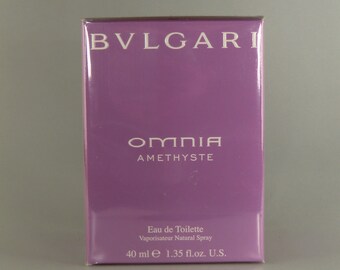 BVLGARI
OMNIA
AMETHYSTE
Eau de Toilette
Vaporisateur Natural Spray
40 ml ℮ 1.35 fl.oz. U.S.